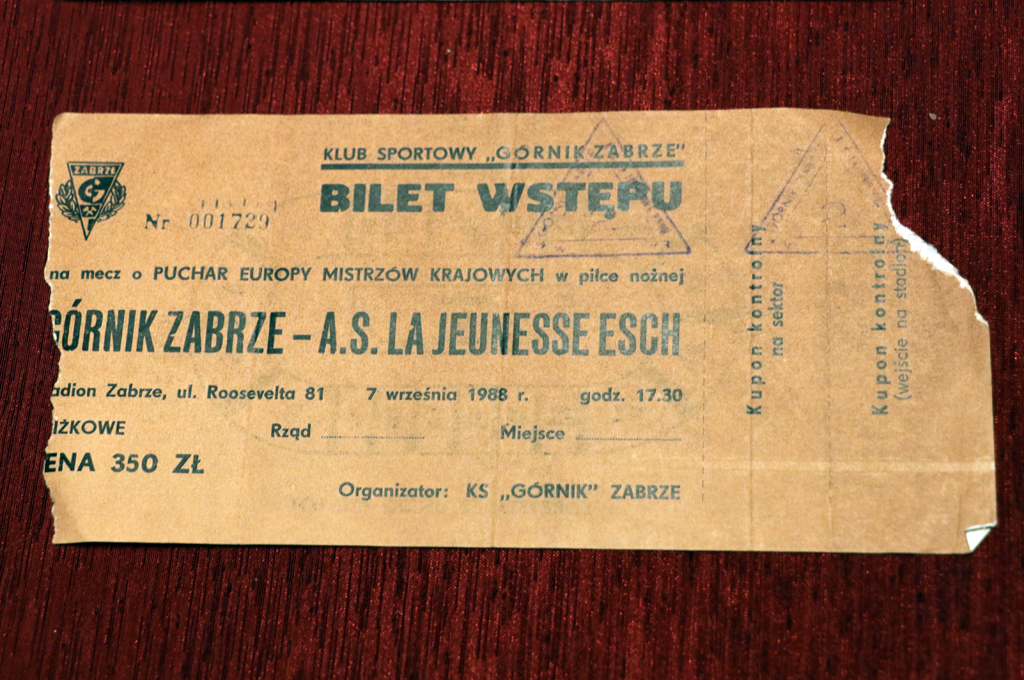 KLUB SPORTOWY „GÓRNIK ZABRZE"
BILET WSTĘPU
ZABRZE
G
Nr 001729
na mecz o PUCHAR EUROPY MISTRZÓW KRAJOWYCH w piłce nożnej
GÓRNIK ZABRZE – A.S. LA JEUNESSE ESCH
adion Zabrze, ul. Roosevelta 81 7 września 1988 r. godz. 17.30
IŻKOWE Rząd Miejsce
ENA 350 ZŁ
Organizator: KS „GÓRNIK" ZABRZE
Kupon kontrolny
na sektor
Kupon kontrolny
(wejście na stadion)